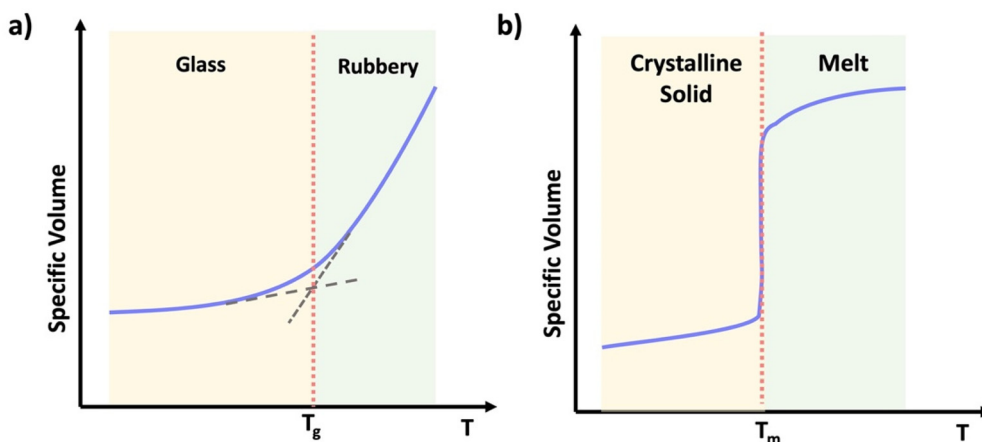 a)
Glass
Rubbery
Specific Volume
Tg
T
b)
Crystalline
Solid
Melt
Specific Volume
Tm
T